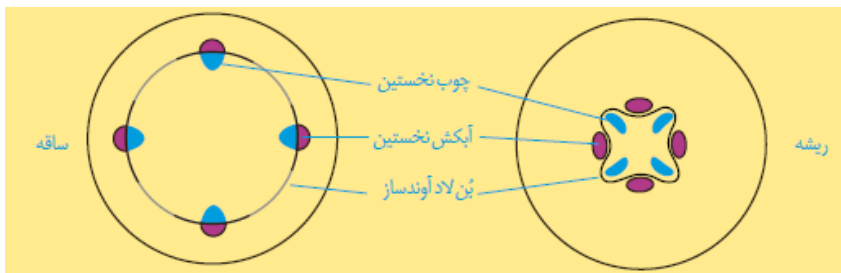 چوب نخستین
ریشه
آبکش نخستین
ساقه
بُن لاد آوندساز